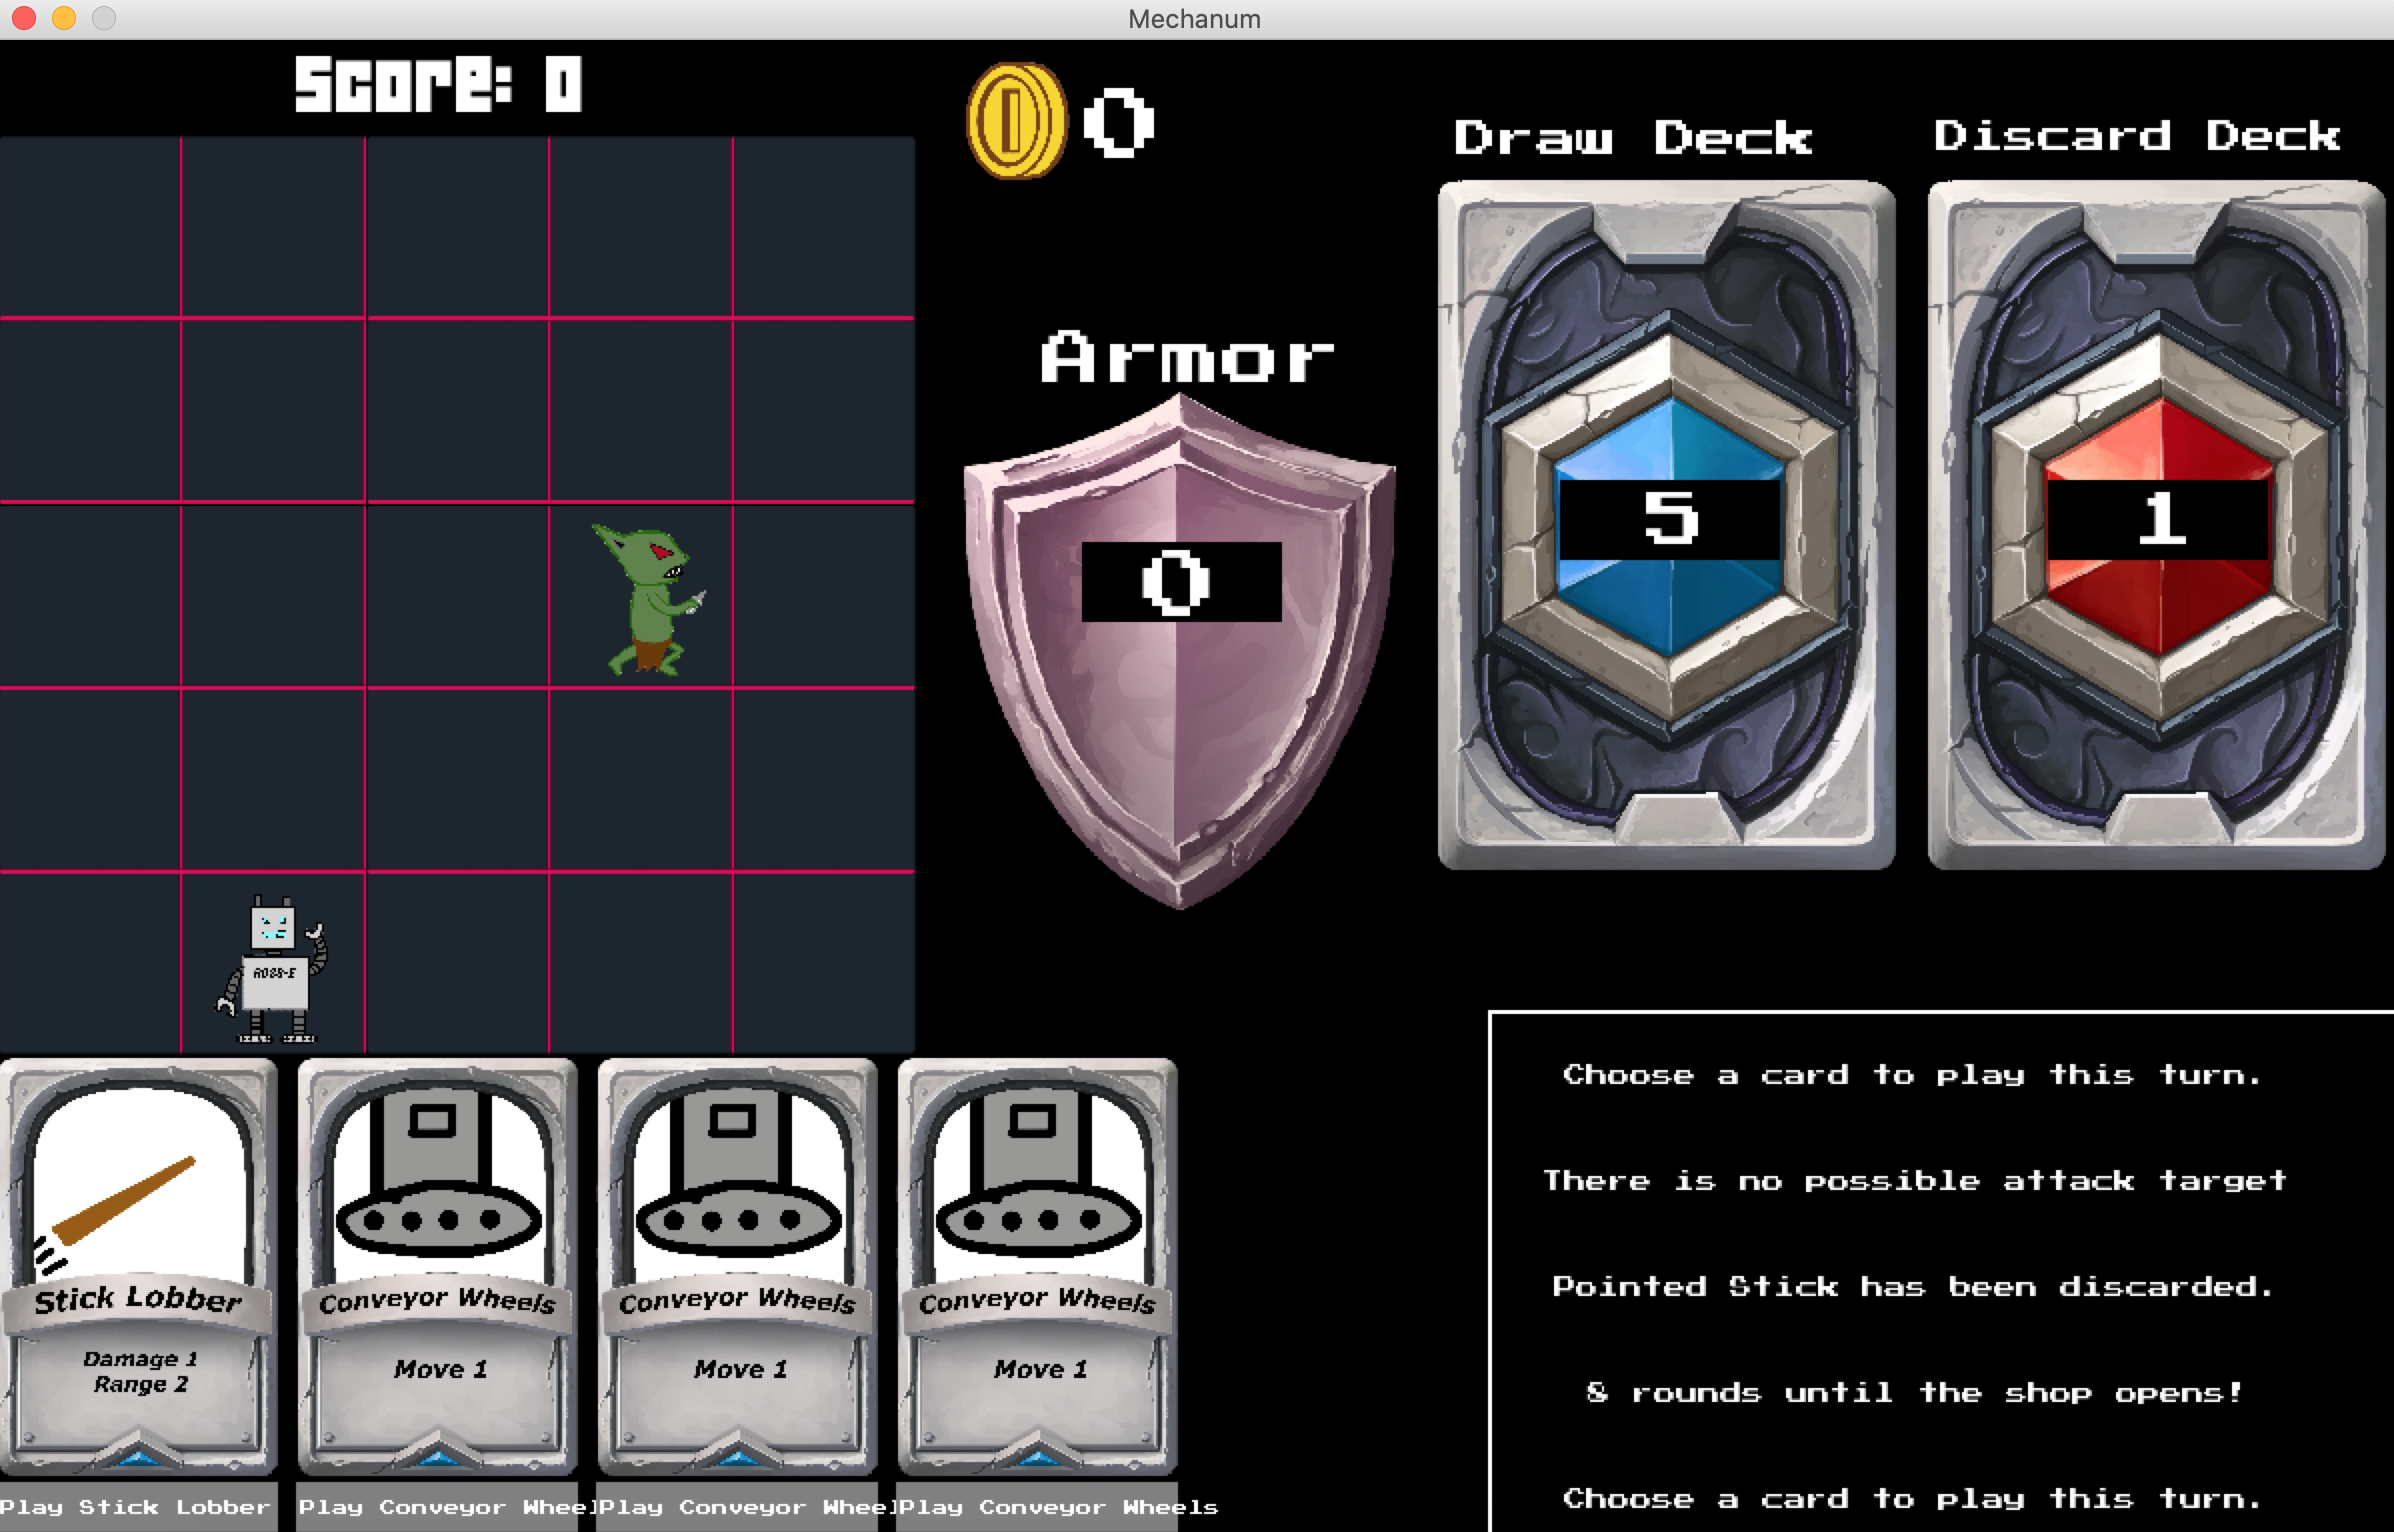 Mechanum
Score: 0
0
Draw Deck
Discard Deck
Armor
0
5
1
ROBB-E
Stick Lobber
Damage 1
Range 2
Play Stick Lobber
Conveyor Wheels
Move 1
Play Conveyor Wheel
Conveyor Wheels
Move 1
Play Conveyor Wheel
Conveyor Wheels
Move 1
Play Conveyor Wheels
Choose a card to play this turn.
There is no possible attack target
Pointed Stick has been discarded.
8 rounds until the shop opens!
Choose a card to play this turn.